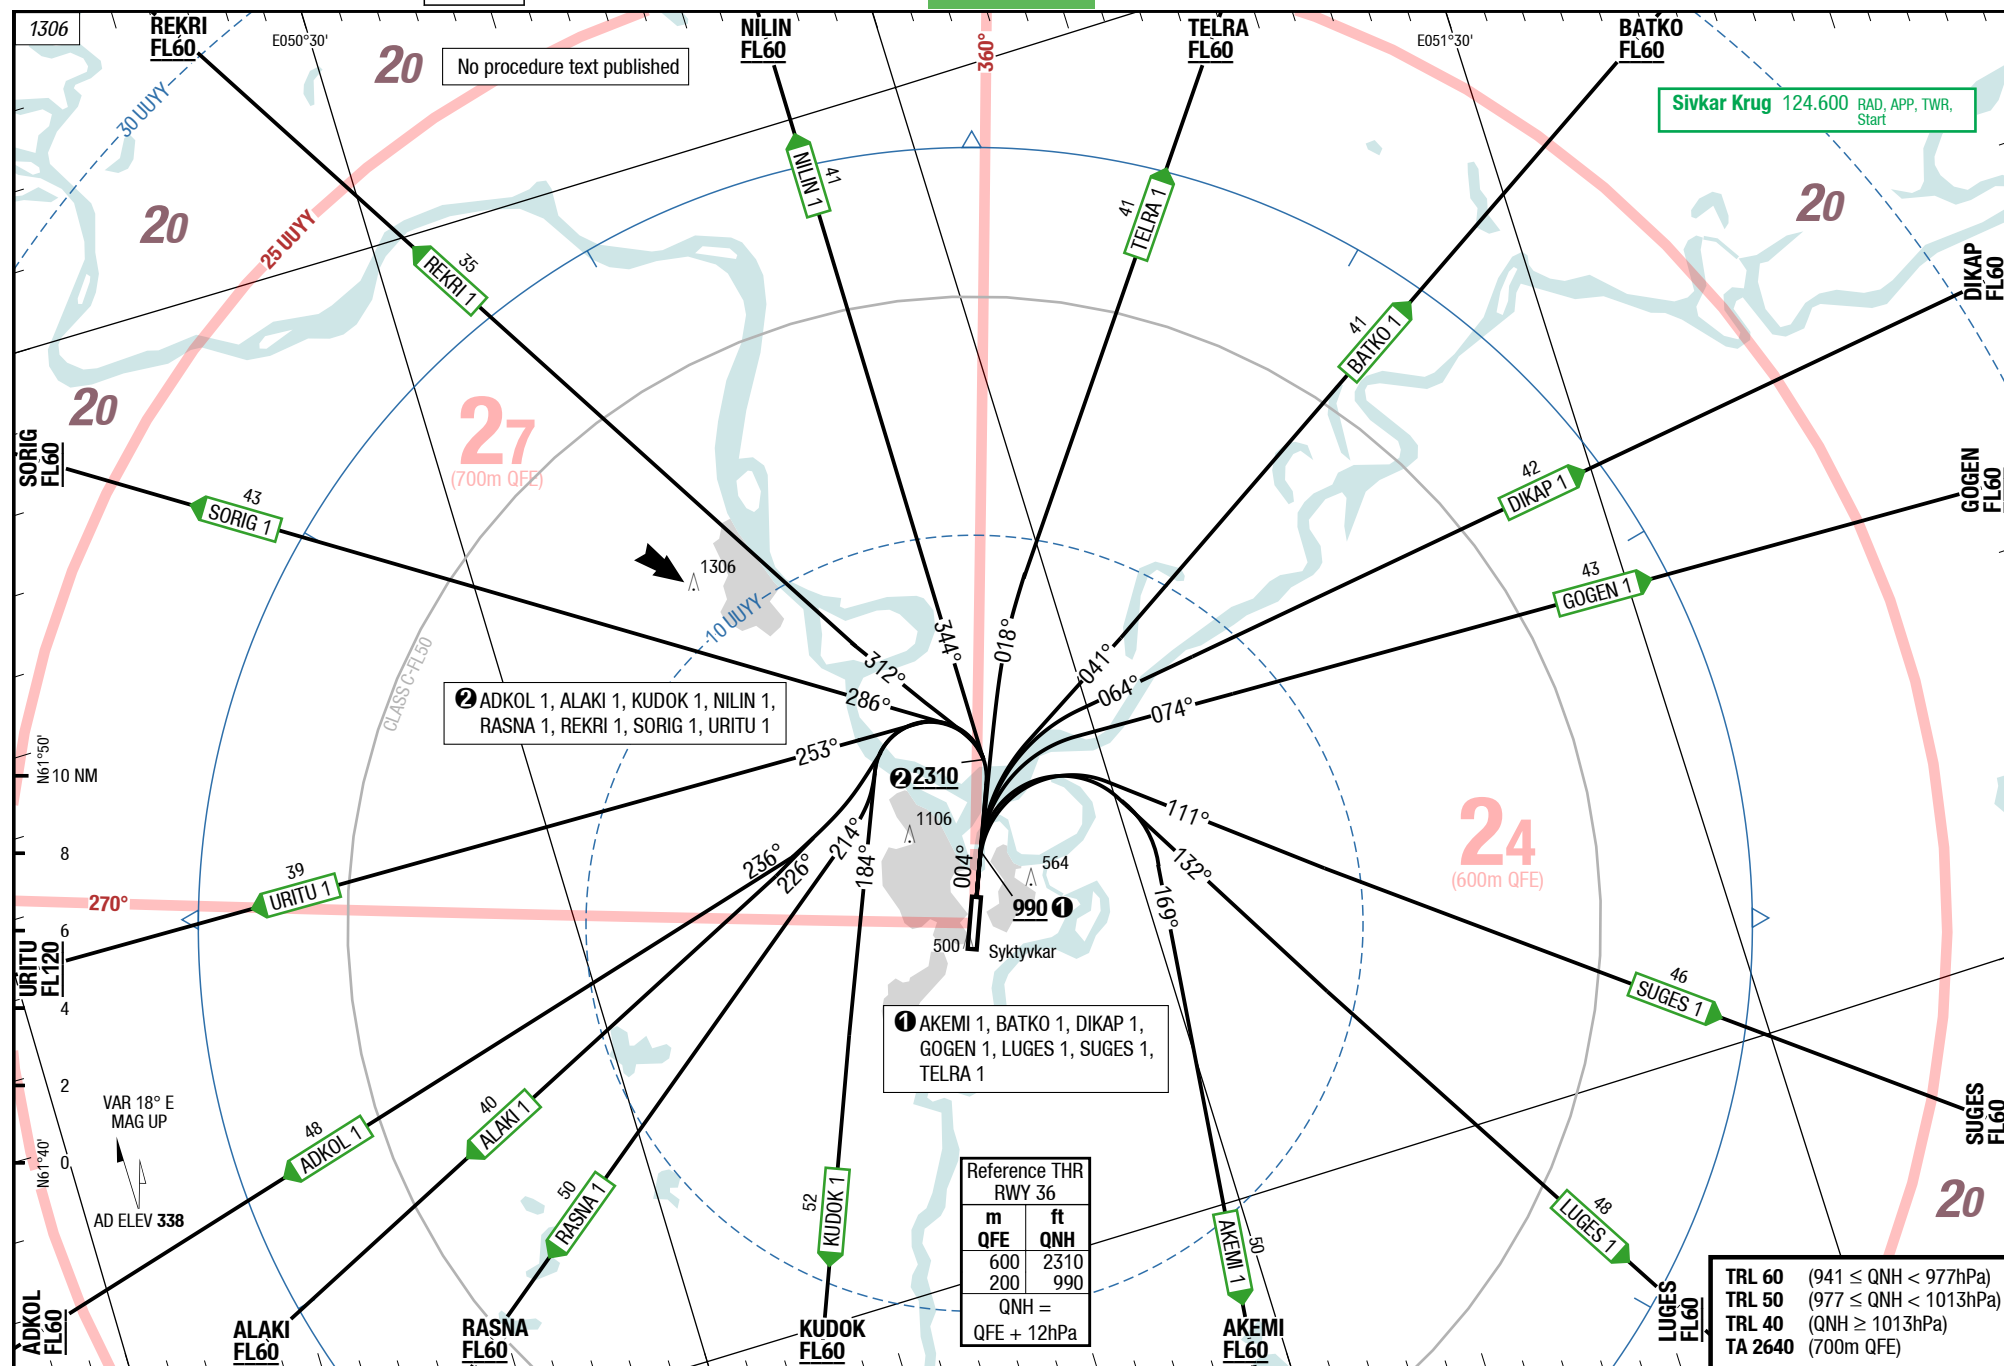 1306
REKRI
FL60
E050°30'
20
No procedure text published
NILIN
FL60
360°
TELRA
FL60
E051°30'
BATKO
FL60
Sivkar Krug 124.600 RAD, APP, TWR,
Start
30 UUYY
25 UUYY
20
20
20
DIKAP
FL60
41
NILIN 1
41
TELRA 1
35
REKRI 1
41
BATKO 1
27
(700m QFE)
SORIG
FL60
43
SORIG 1
42
DIKAP 1
GOGEN
FL60
43
GOGEN 1
1306
10 UUYY
CLASS C-FL50
344°
018°
312°
041°
286°
064°
074°
253°
❷ ADKOL 1, ALAKI 1, KUDOK 1, NILIN 1,
RASNA 1, REKRI 1, SORIG 1, URITU 1
❷ 2310
N61°50'
10 NM
8
6
4
2
0
N61°40'
1106
564
004°
990 ❶
500
Syktyvkar
111°
132°
169°
236°
226°
214°
184°
24
(600m QFE)
39
URITU 1
270°
URITU
FL120
46
SUGES 1
SUGES
FL60
❶ AKEMI 1, BATKO 1, DIKAP 1,
GOGEN 1, LUGES 1, SUGES 1,
TELRA 1
VAR 18° E
MAG UP
AD ELEV 338
48
ADKOL 1
40
ALAKI 1
50
RASNA 1
52
KUDOK 1
50
AKEMI 1
48
LUGES 1
20
Reference THR
RWY 36
m ft
QFE QNH
600 2310
200 990
QNH =
QFE + 12hPa
ADKOL
FL60
ALAKI
FL60
RASNA
FL60
KUDOK
FL60
AKEMI
FL60
LUGES
FL60
TRL 60 (941 ≤ QNH < 977hPa)
TRL 50 (977 ≤ QNH < 1013hPa)
TRL 40 (QNH ≥ 1013hPa)
TA 2640 (700m QFE)